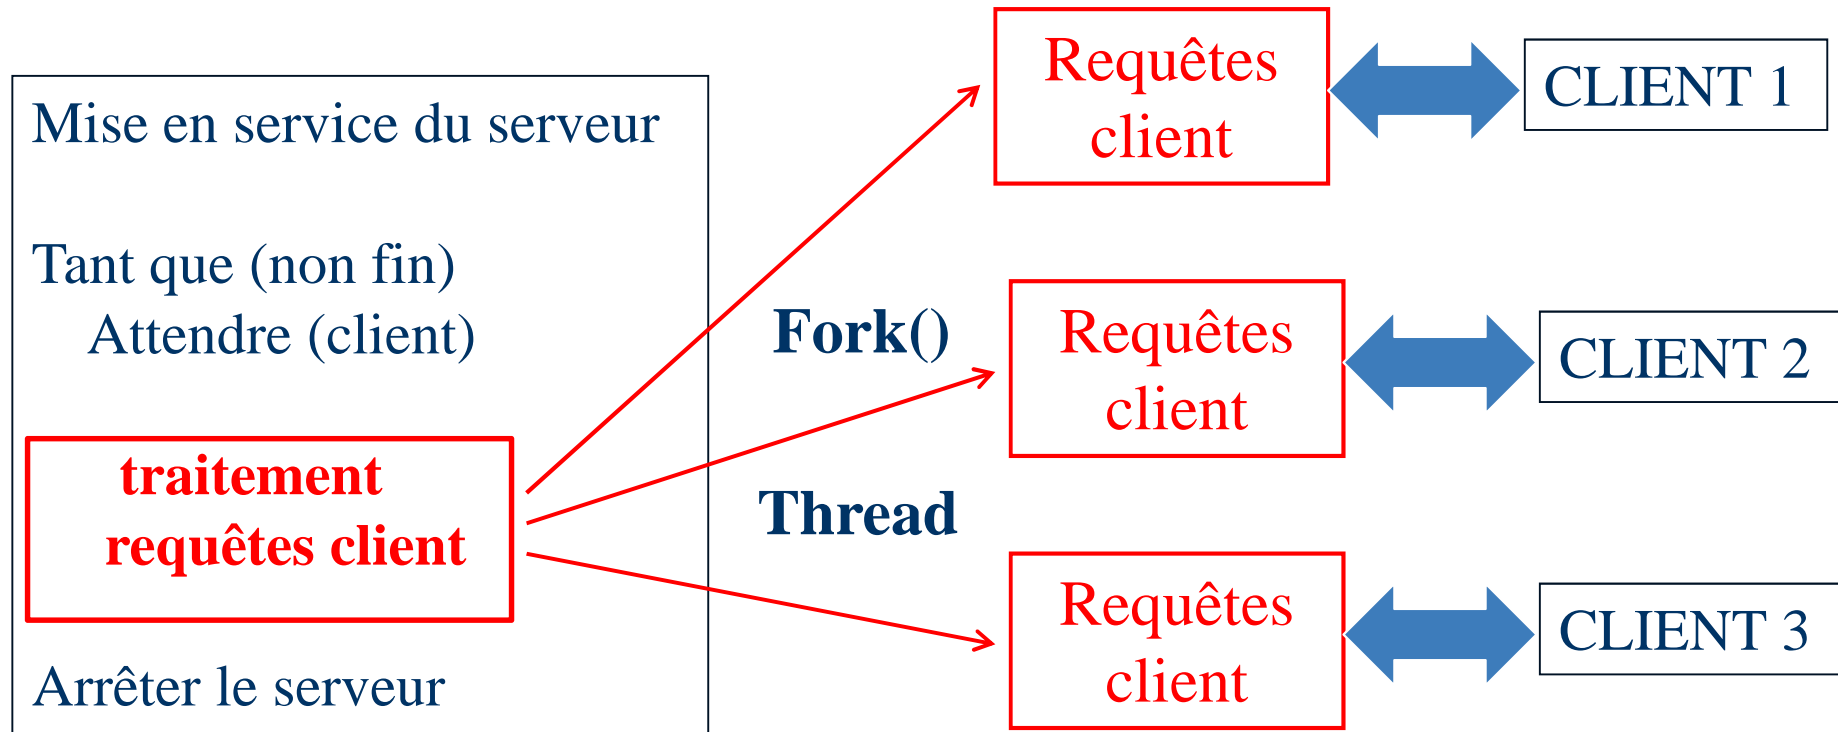 Mise en service du serveur
Tant que (non fin)
Attendre (client)
traitement
requêtes client
Arrêter le serveur
Fork()
Thread
Requêtes
client
CLIENT 1
Requêtes
client
CLIENT 2
Requêtes
client
CLIENT 3